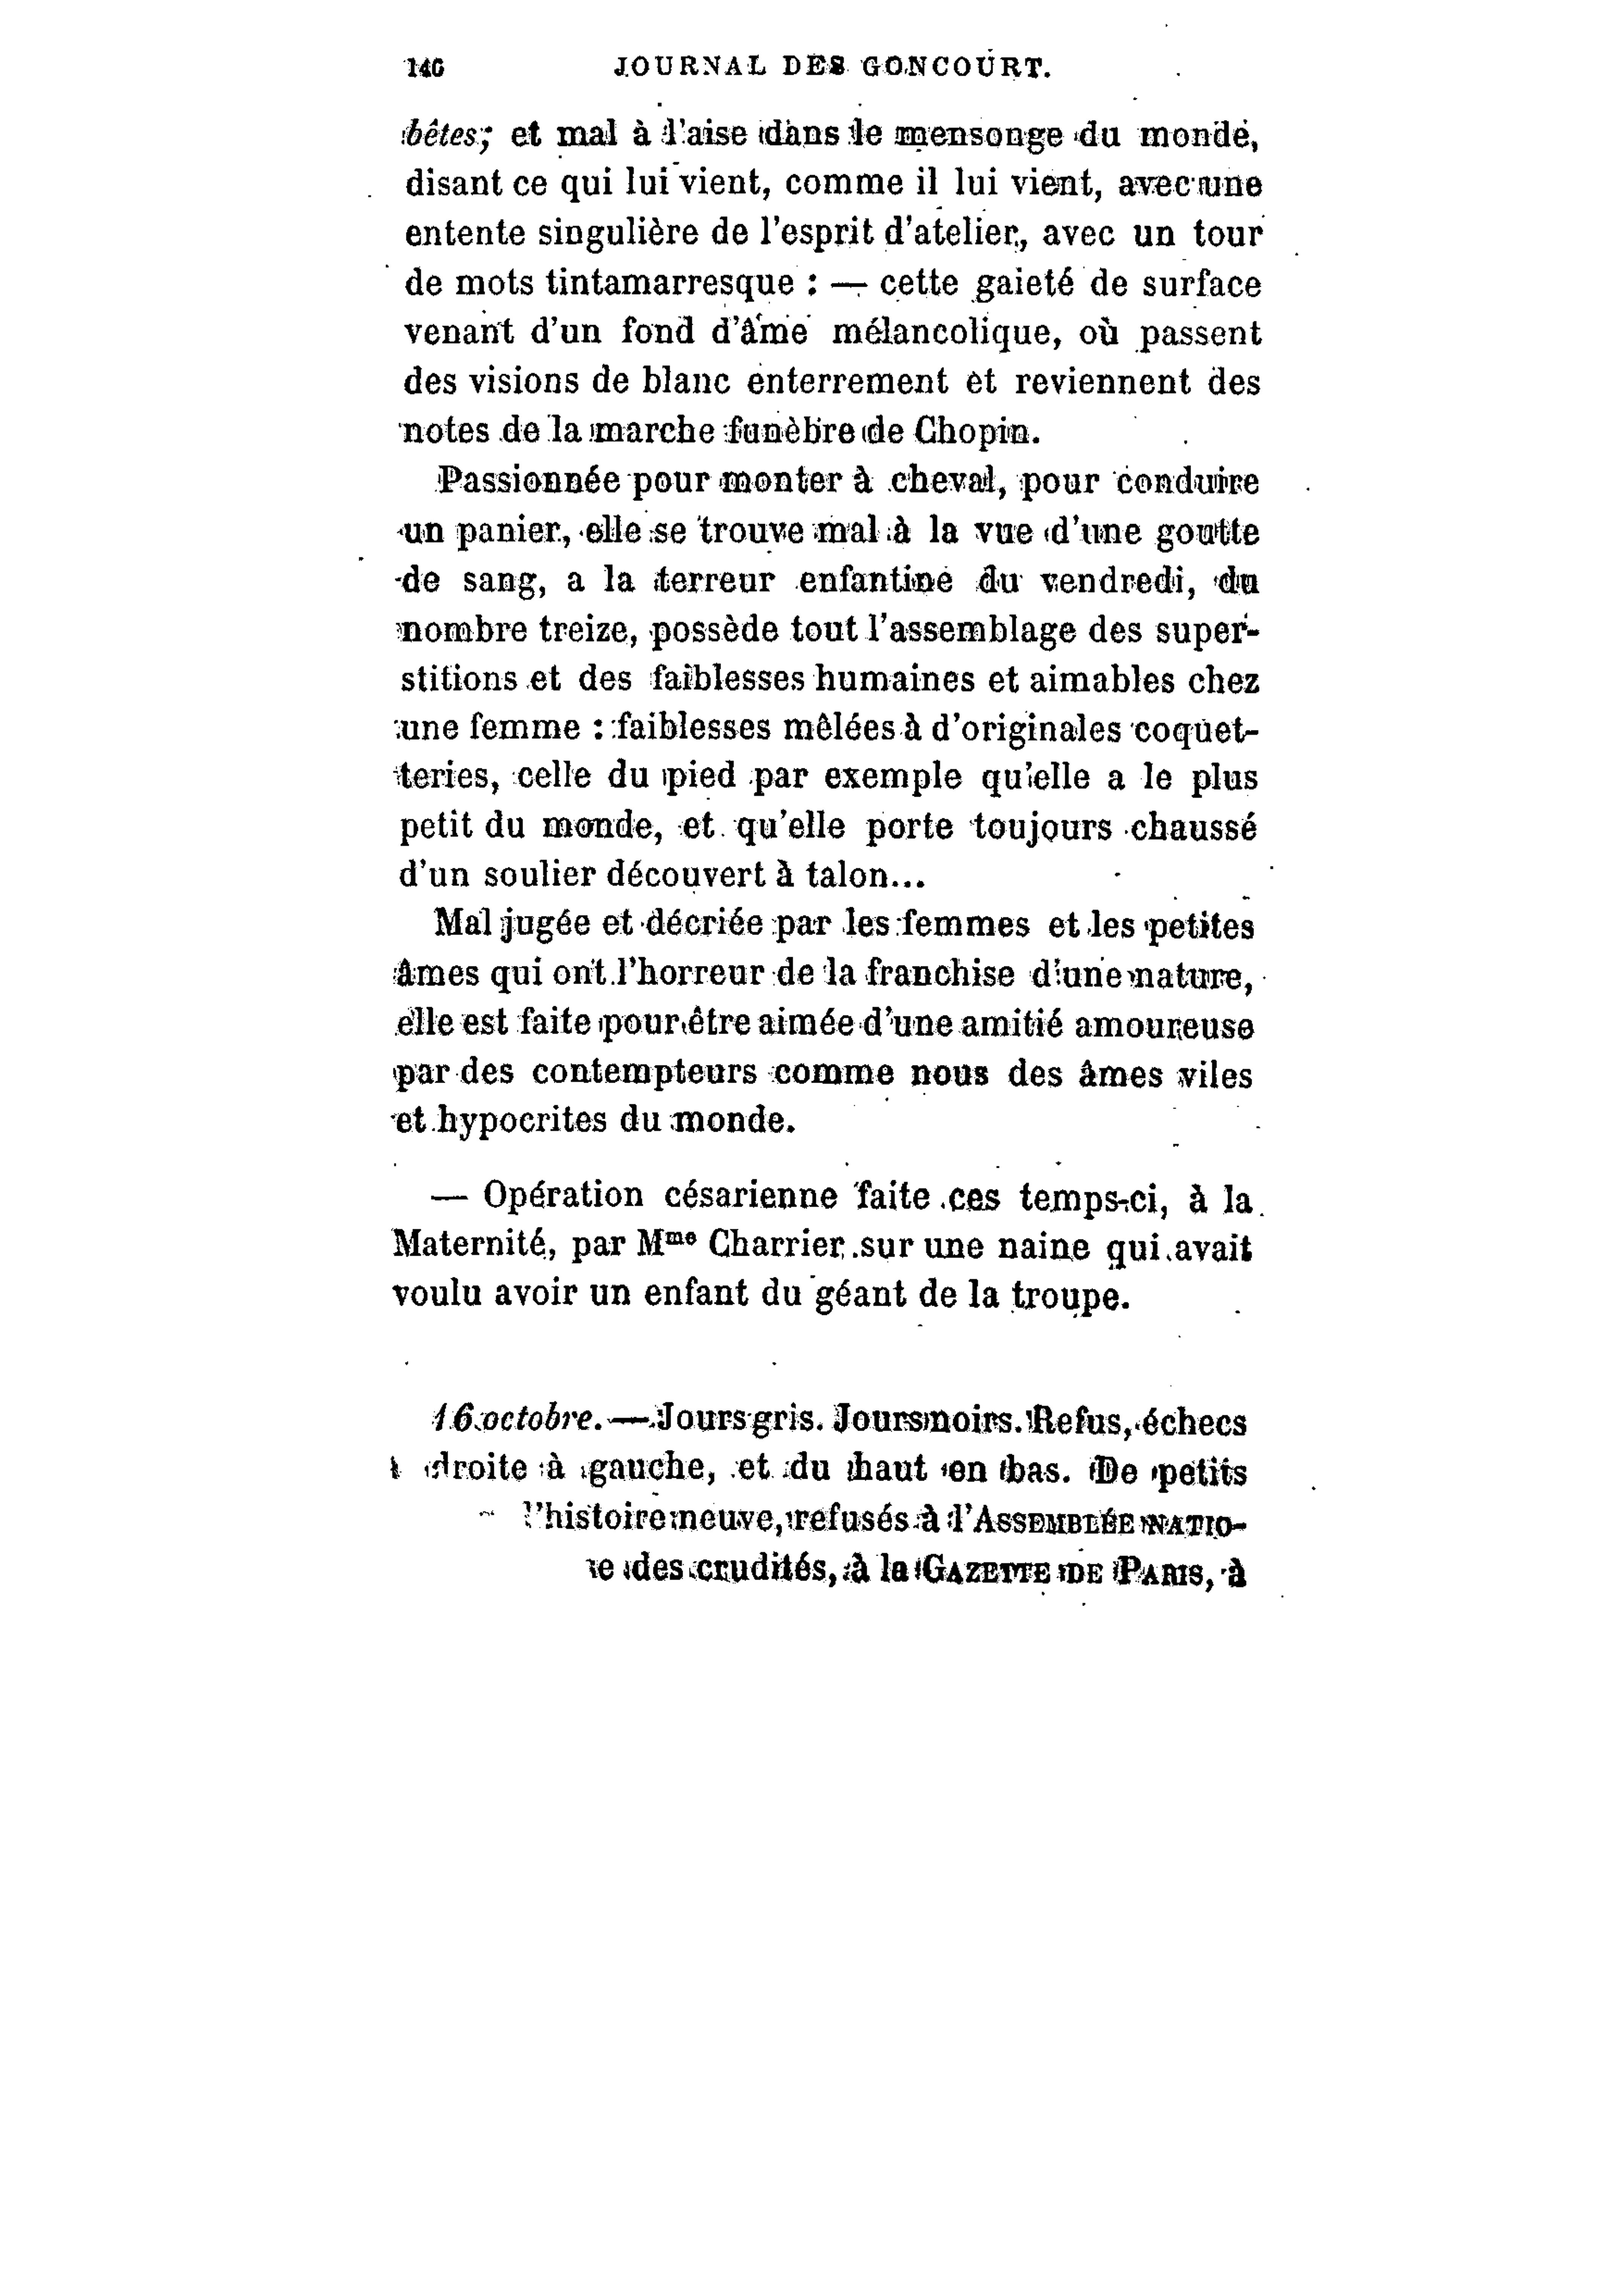 146 JOURNAL DES GONCOURT.
bêtes; et mal à l'aise dans le mensonge du monde,
disant ce qui lui vient, comme il lui vient, avec une
entente singulière de l'esprit d'atelier, avec un tour
de mots tintamarresque : — cette gaieté de surface
venant d'un fond d'âme mélancolique, où passent
des visions de blanc enterrement et reviennent des
notes de la marche funèbre de Chopin.
Passionnée pour monter à cheval, pour conduire
un panier, elle se trouve mal à la vue d'une goutte
de sang, a la terreur enfantine du vendredi, du
nombre treize, possède tout l'assemblage des super-
stitions et des faiblesses humaines et aimables chez
une femme : faiblesses mêlées à d'originales coquet-
teries, celle du pied par exemple qu'elle a le plus
petit du monde, et qu'elle porte toujours chaussé
d'un soulier découvert à talon...
Mal jugée et décriée par les femmes et les petites
âmes qui ont l'horreur de la franchise d'une nature,
elle est faite pour être aimée d'une amitié amoureuse
par des contempteurs comme nous des âmes viles
et hypocrites du monde.
— Opération césarienne faite ces temps-ci, à la
Maternité, par Mme Charrier sur une naine qui avait
voulu avoir un enfant du géant de la troupe.
16 octobre. — Jours gris. Jours noirs. Refus, échecs
droite à gauche, et du haut en bas. De petits
l'histoire neuve, refusés à l'ASSEMBLÉE NATIO-
des crudités, à la GAZETTE DE PARIS, à